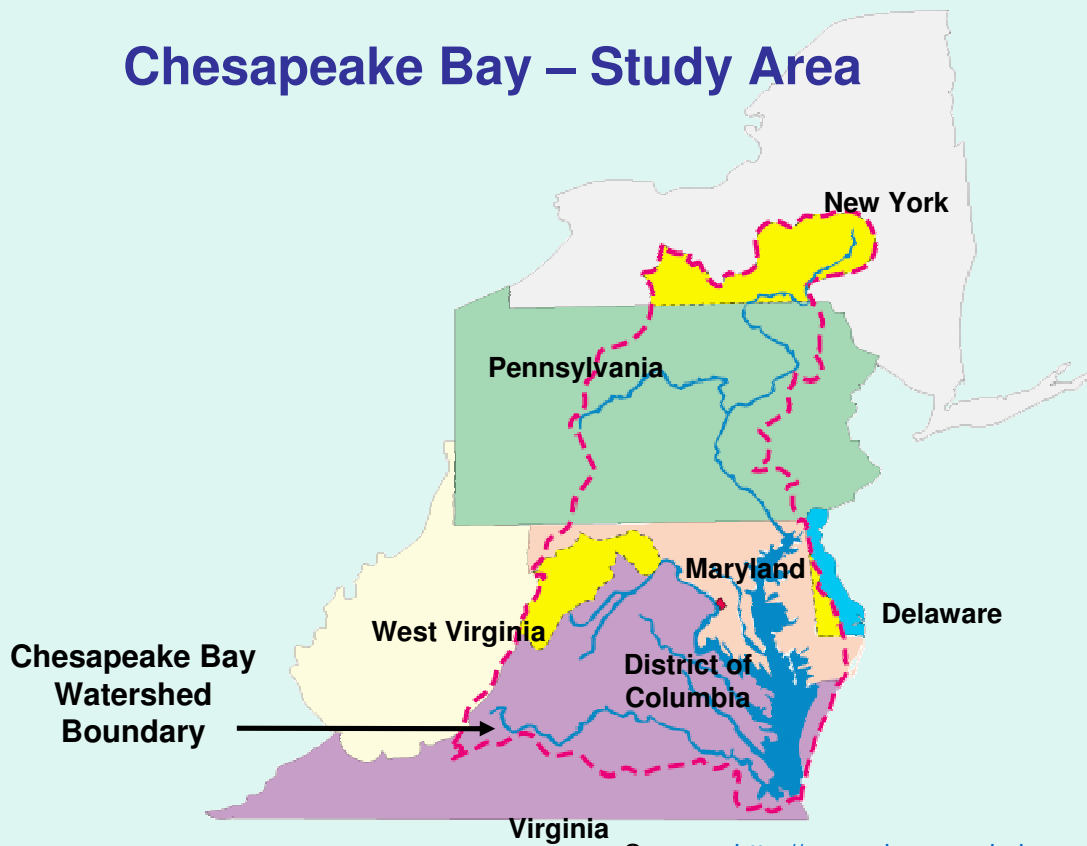 Chesapeake Bay – Study Area
New York
Pennsylvania
Maryland
Delaware
West Virginia
District of
Columbia
Chesapeake Bay
Watershed
Boundary
Virginia